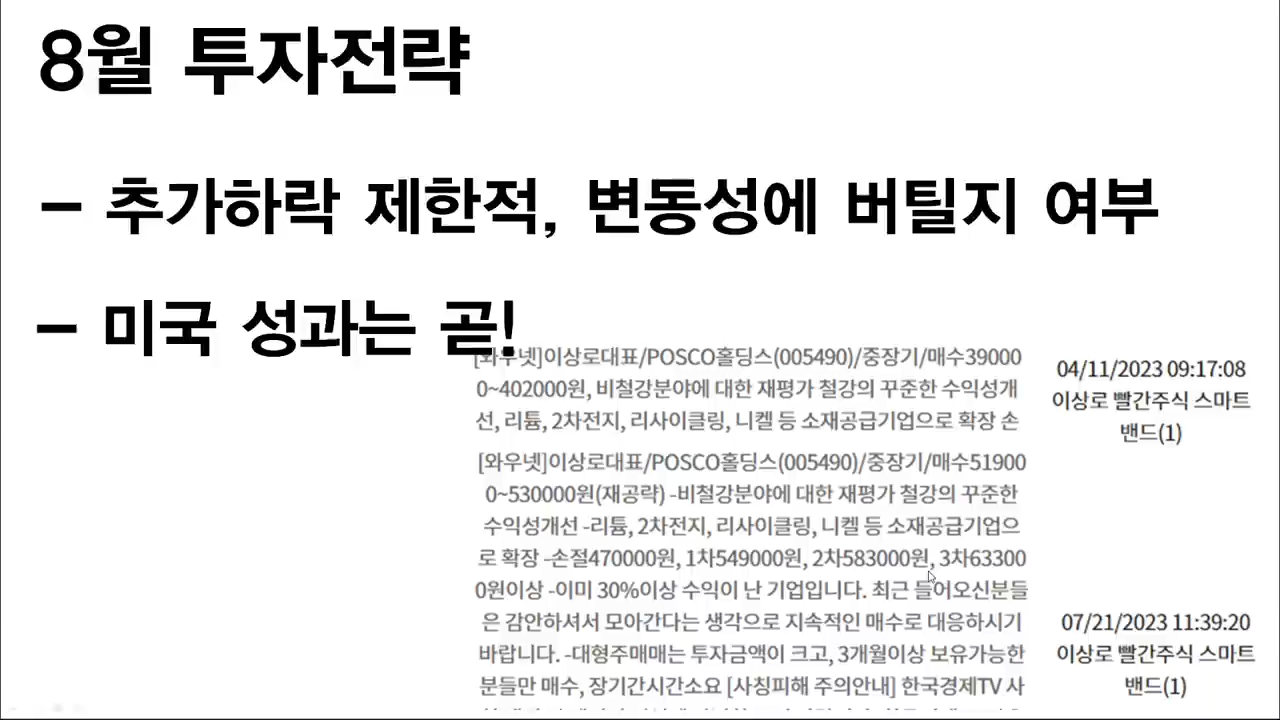 8월 투자전략
- 추가하락 제한적, 변동성에 버틸지 여부
- 미국 성과는 곧!
[와우넷]이상로대표/POSCO홀딩스(005490)/중장기/매수39000
0~402000원, 비철강분야에 대한 재평가 철강의 꾸준한 수익성개
선, 리튬, 2차전지, 리사이클링, 니켈 등 소재공급기업으로 확장 손
04/11/2023 09:17:08
이상로 빨간주식 스마트
밴드(1)
[와우넷]이상로대표/POSCO홀딩스(005490)/중장기/매수51900
0~530000원(재공략) -비철강분야에 대한 재평가 철강의 꾸준한
수익성개선 -리튬, 2차전지, 리사이클링, 니켈 등 소재공급기업으
로 확장 -손절470000원, 1차549000원, 2차583000원, 3차63300
0원이상 -이미 30%이상 수익이 난 기업입니다. 최근 들어오신분들
은 감안하셔서 모아간다는 생각으로 지속적인 매수로 대응하시기
바랍니다. -대형주매매는 투자금액이 크고, 3개월이상 보유가능한
분들만 매수, 장기간시간소요 [사칭피해 주의안내] 한국경제TV 사
07/21/2023 11:39:20
이상로 빨간주식 스마트
밴드(1)